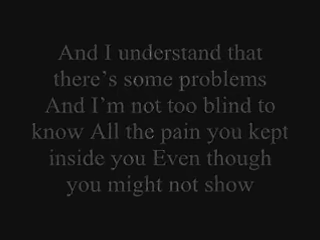 And I understand that
there's some problems
And I'm not too blind to
know All the pain you kept
inside you Even though
you might not show